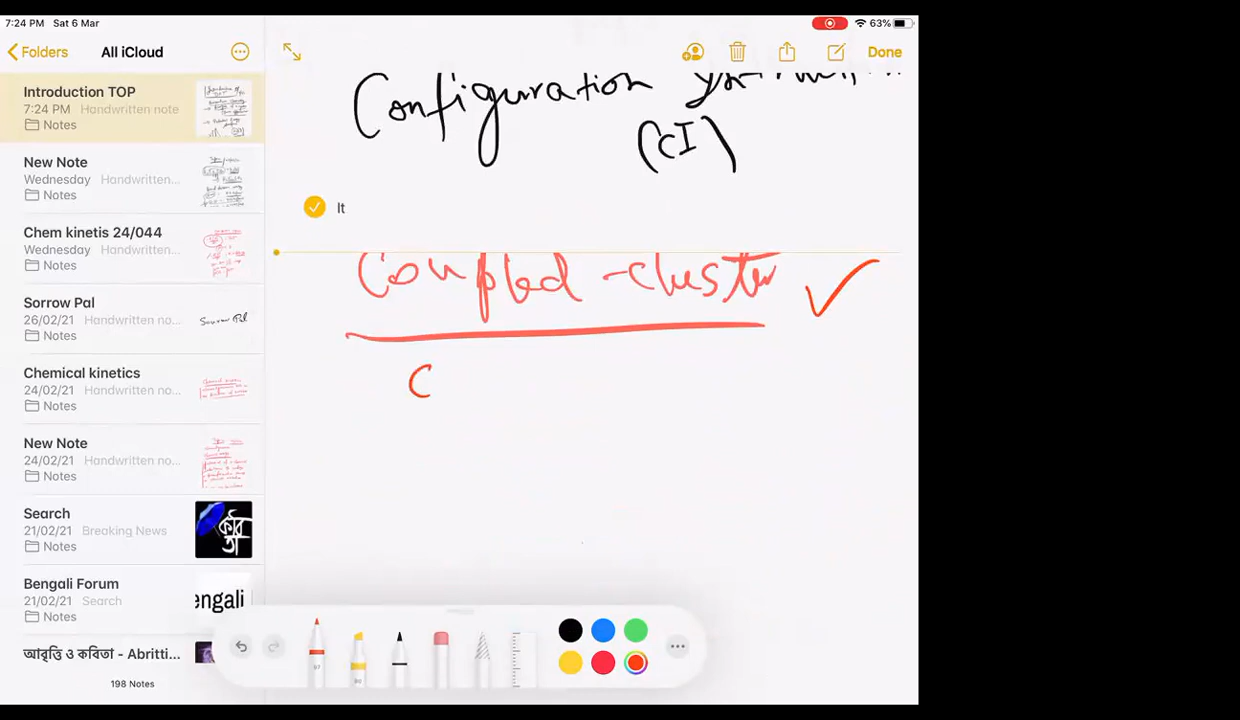 7:24 PM Sat 6 Mar
63%
Folders
All iCloud
Done
Introduction TOP
7:24 PM Handwritten note
Notes
New Note
Wednesday Handwritten...
Notes
Chem kinetis 24/044
Wednesday Handwritten...
Notes
Sorrow Pal
26/02/21 Handwritten no...
Notes
Chemical kinetics
24/02/21 Handwritten no...
Notes
New Note
24/02/21 Handwritten no...
Notes
Search
21/02/21 Breaking News
Notes
Bengali Forum
21/02/21 Search
Notes
আবৃত্তি ও কবিতা - Abritti...
198 Notes
Configuration
(CI)
It
Coupled-cluster
C
কবি
তা
engali